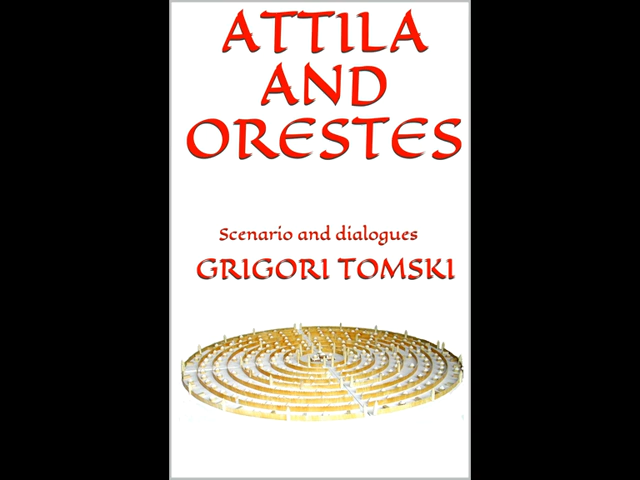 ATTILA
AND
ORESTES
Scenario and dialogues
GRIGORI TOMSKI